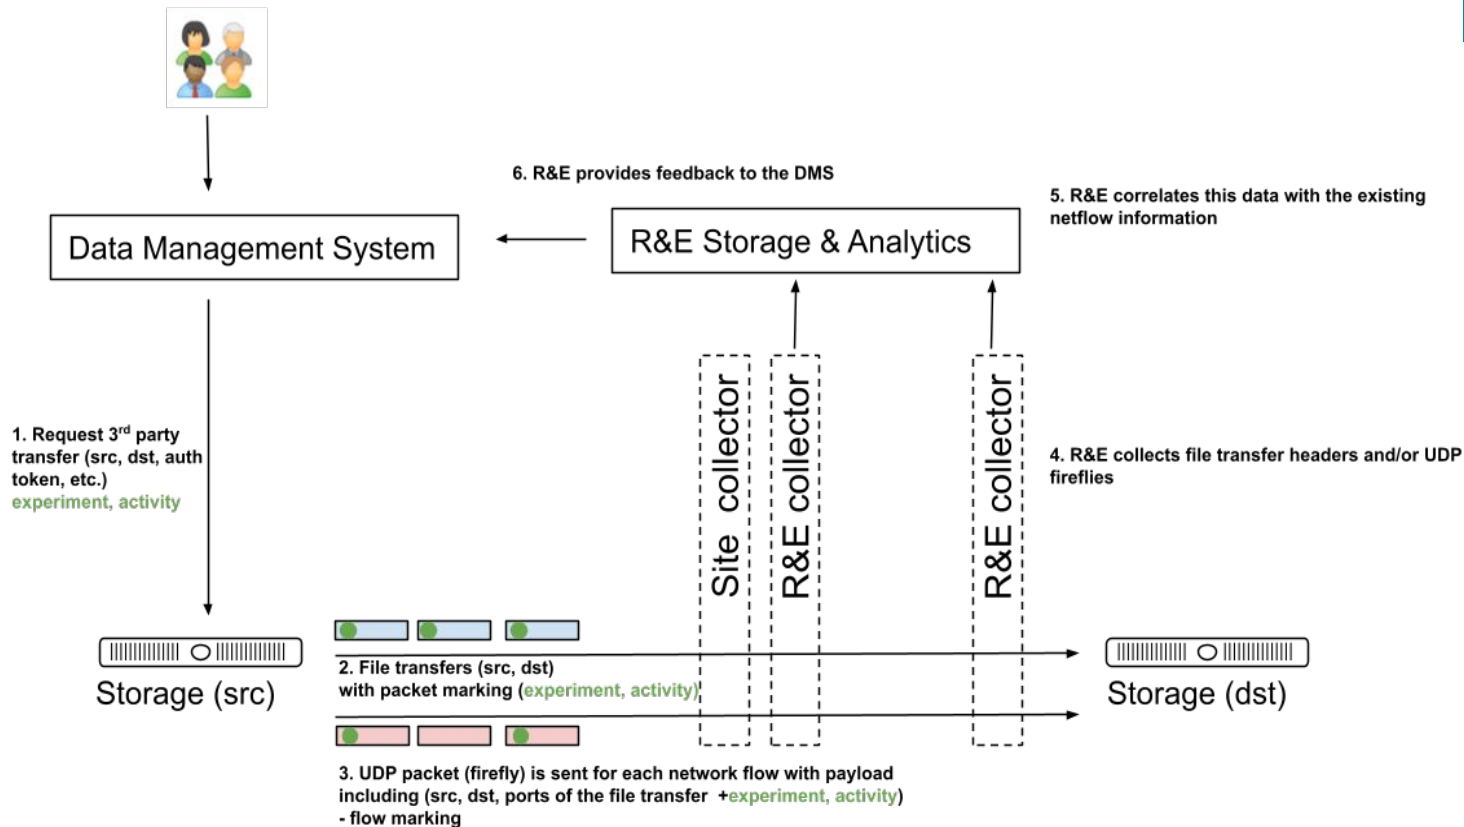 6. R&E provides feedback to the DMS
5. R&E correlates this data with the existing
netflow information
Data Management System
R&E Storage & Analytics
1. Request 3rd party
transfer (src, dst, auth
token, etc.)
experiment, activity
Site collector
R&E collector
R&E collector
4. R&E collects file transfer headers and/or UDP
fireflies
2. File transfers (src, dst)
with packet marking (experiment, activity)
Storage (src)
Storage (dst)
3. UDP packet (firefly) is sent for each network flow with payload
including (src, dst, ports of the file transfer +experiment, activity)
- flow marking